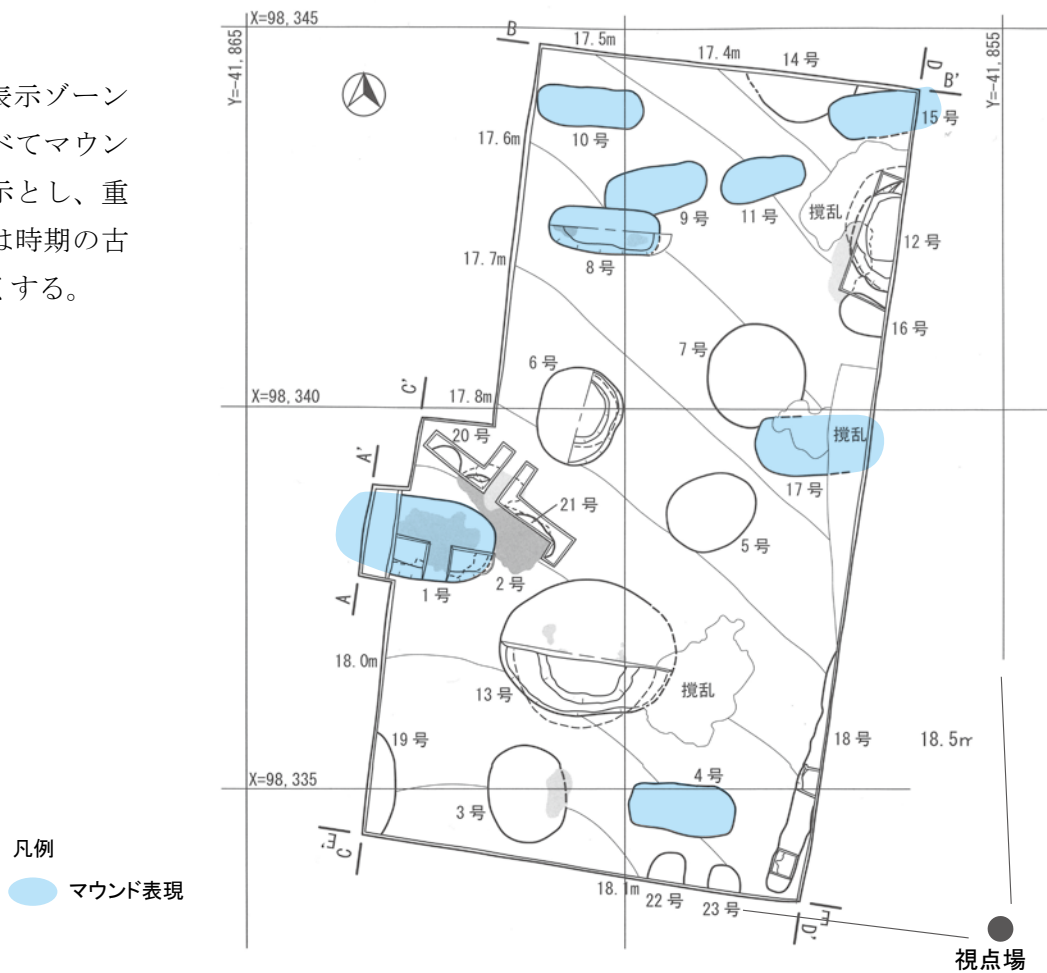 表示ゾーン
べてマウン
示とし、重
は時期の古
くする。
X=98,345
Y=-41,865
Y=-41,855
B
17.5m
17.4m
14号
D
B'
15号
10号
17.6m
9号
11号
撹乱
12号
8号
17.7m
16号
7号
6号
C'
17.8m
X=98,340
20号
撹乱
A'
17号
21号
5号
A
1号
2号
18.0m
13号
撹乱
19号
18号
18.5㎡
X=98,335
4号
3号
E'
C
18.1m
22号
23号
E
D'
凡例
マウンド表現
視点場